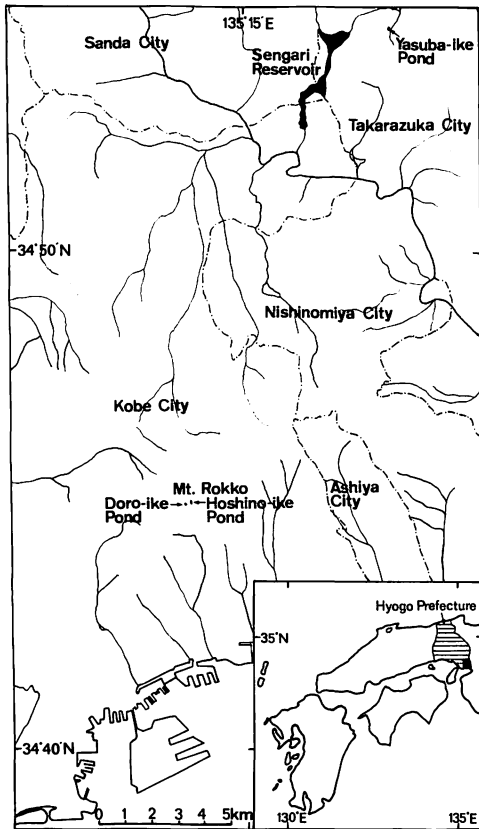 135°15'E
Sanda City
Sengari
Reservoir
Yasuba-Ike
Pond
Takarazuka City
34°50'N
Nishinomiya City
Kobe City
Mt. Rokko
Doro-ike
Pond
Hoshino-ike
Pond
Ashiya
City
Hyogo Prefecture
35°N
34°40'N
0 1 2 3 4 5km
130°E
135°E